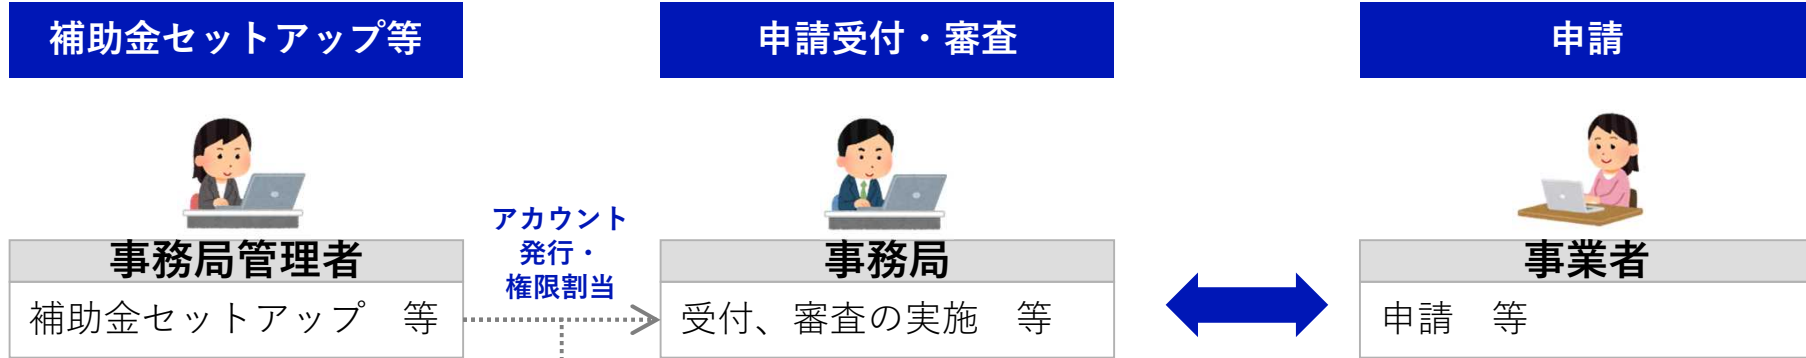 補助金セットアップ等
申請受付・審査
申請
アカウント
発行・
権限割当
事務局管理者
事務局
事業者
補助金セットアップ　等
受付、審査の実施　等
申請　等